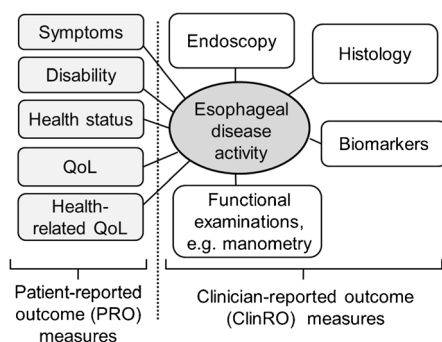 Symptoms
Disability
Health status
QoL
Health-
related QoL
Endoscopy
Histology
Esophageal
disease
activity
Biomarkers
Functional
examinations,
e.g. manometry
Patient-reported
outcome (PRO)
measures
Clinician-reported outcome
(ClinRO) measures